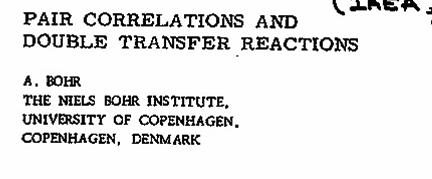 PAIR CORRELATIONS AND
DOUBLE TRANSFER REACTIONS
A. BOHR
THE NIELS BOHR INSTITUTE,
UNIVERSITY OF COPENHAGEN,
COPENHAGEN, DENMARK